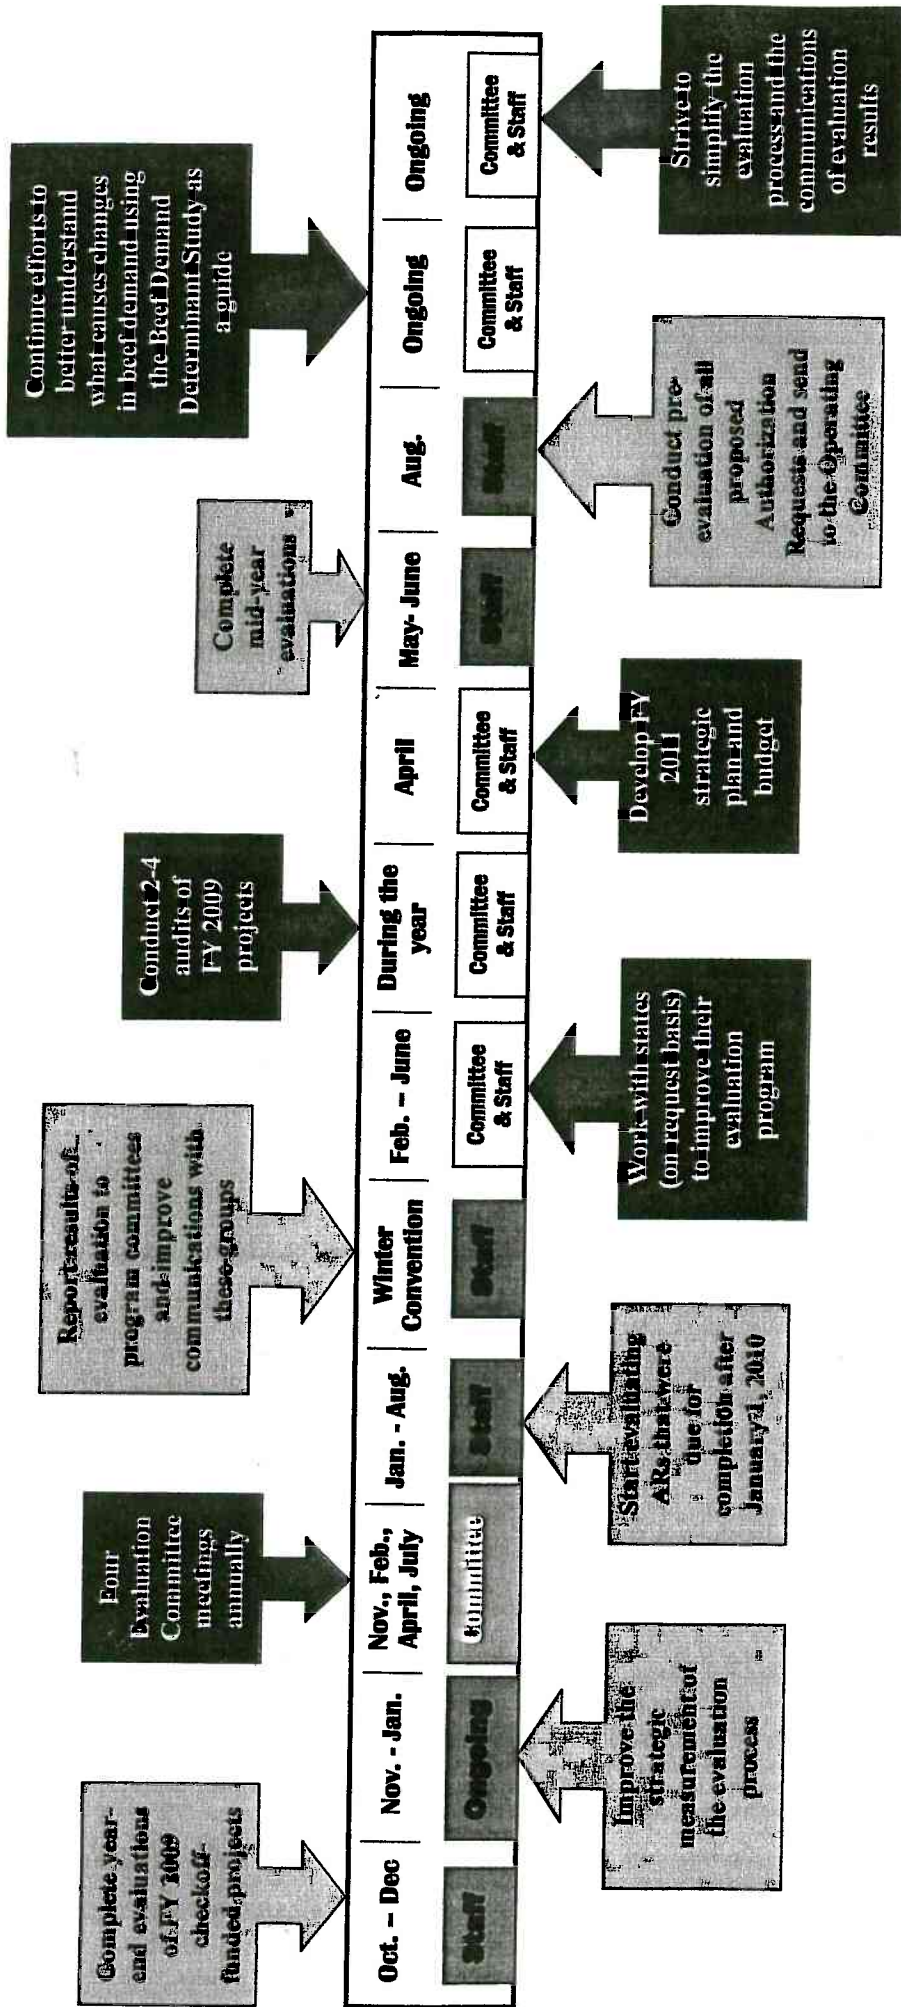 Complete year-
end evaluations
of FY 2009
checkoff-
funded projects
Four
Evaluation
Committee
meetings
annually
Report results of
evaluation to
program committees
and improve
communications with
these groups
Conduct 2-4
audits of
FY 2009
projects
Complete
mid-year
evaluations
Continue efforts to
better understand
what causes changes
in beef demand using
the Beef Demand
Determinant Study as
a guide
Oct. – Dec
Nov. - Jan.
Nov., Feb.,
April, July
Jan. - Aug.
Winter
Convention
Feb. – June
During the
year
April
May- June
Aug.
Ongoing
Ongoing
Staff
Ongoing
Committee
Staff
Staff
Committee
& Staff
Committee
& Staff
Committee
& Staff
Staff
Staff
Committee
& Staff
Committee
& Staff
Improve the
strategic
measurement of
the evaluation
process
Start evaluating
ARs that were
due for
completion after
January 1, 2010
Work with states
(on request basis)
to improve their
evaluation
program
Develop FY
2011
strategic
plan and
budget
Conduct pre-
evaluation of all
proposed
Authorization
Requests and send
to the Operating
Committee
Strive to
simplify the
evaluation
process and the
communications
of evaluation
results